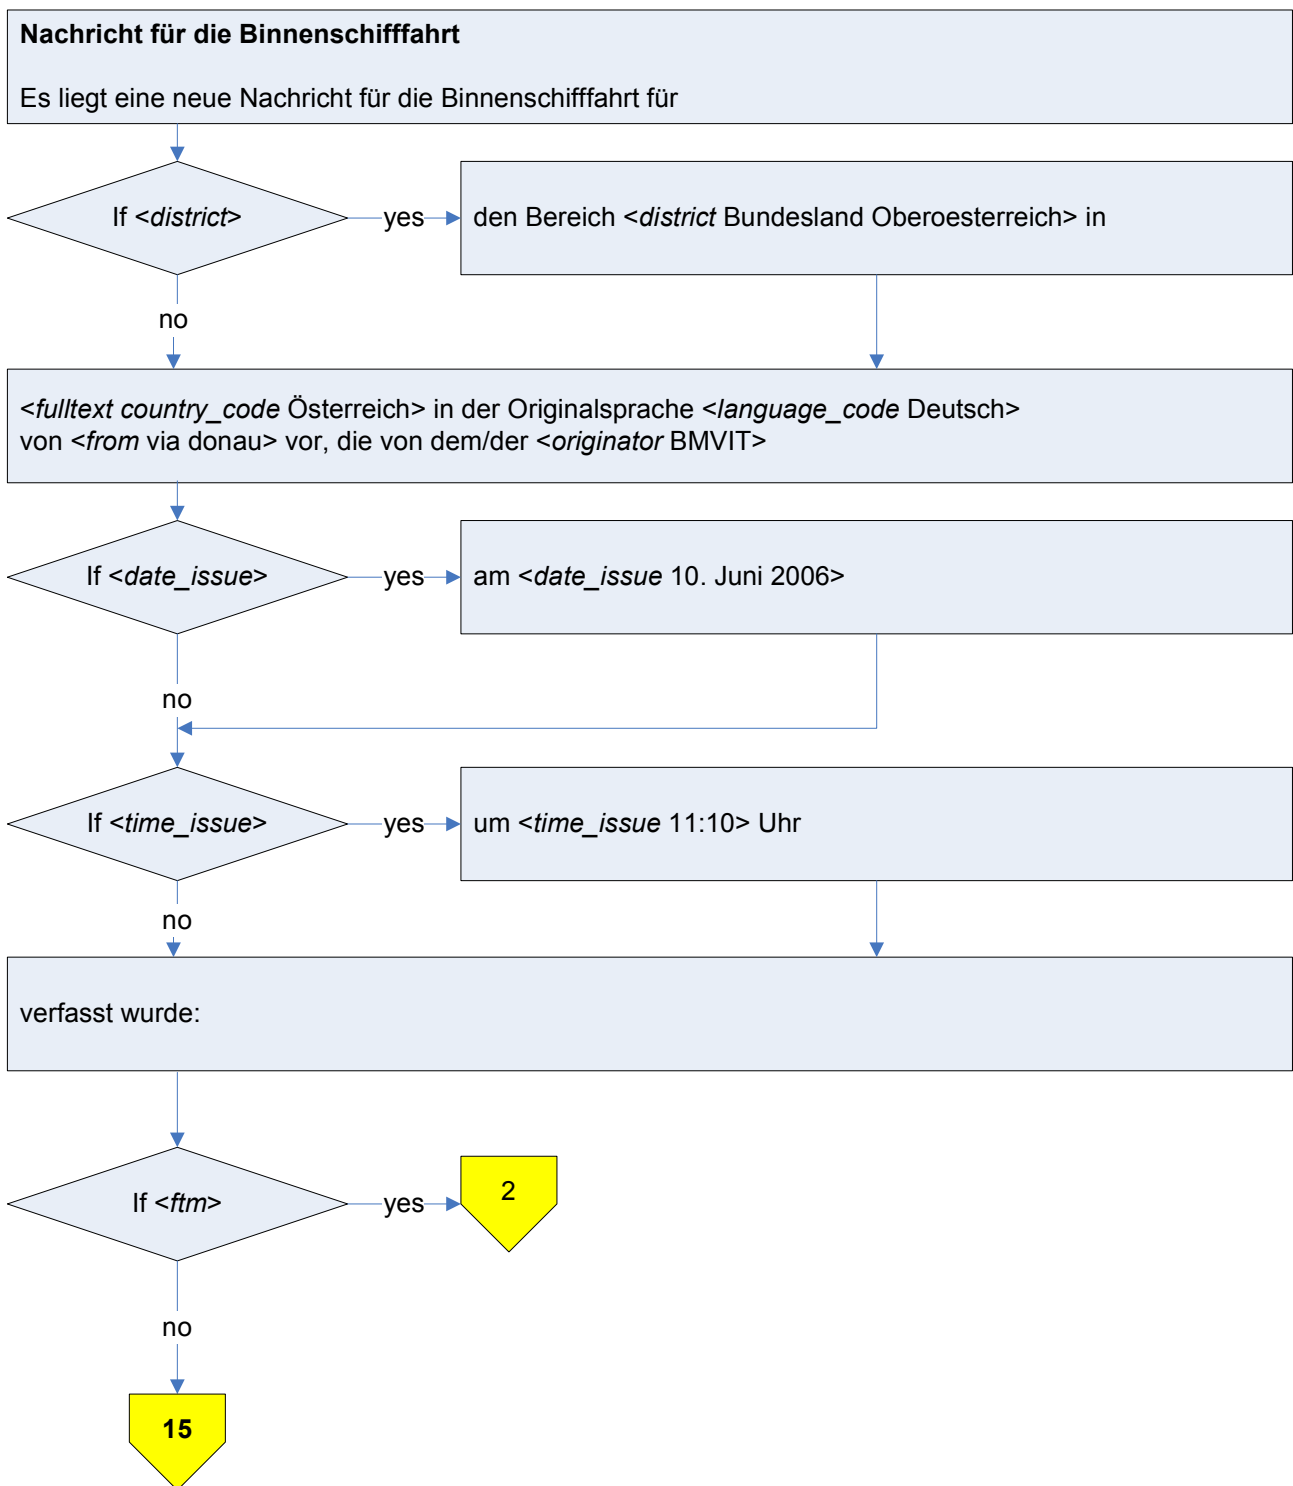 Nachricht für die Binnenschifffahrt
Es liegt eine neue Nachricht für die Binnenschifffahrt für
If <district>
yes
den Bereich <district Bundesland Oberoesterreich> in
no
<fulltext country_code Österreich> in der Originalsprache <language_code Deutsch>
von <from via donau> vor, die von dem/der <originator BMVIT>
If <date_issue>
yes
am <date_issue 10. Juni 2006>
no
If <time_issue>
yes
um <time_issue 11:10> Uhr
no
verfasst wurde:
If <ftm>
yes
2
no
15